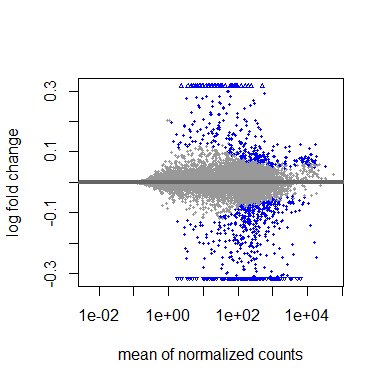 0.3
0.1
-0.1
-0.3
log fold change
1e-02
1e+00
1e+02
1e+04
mean of normalized counts